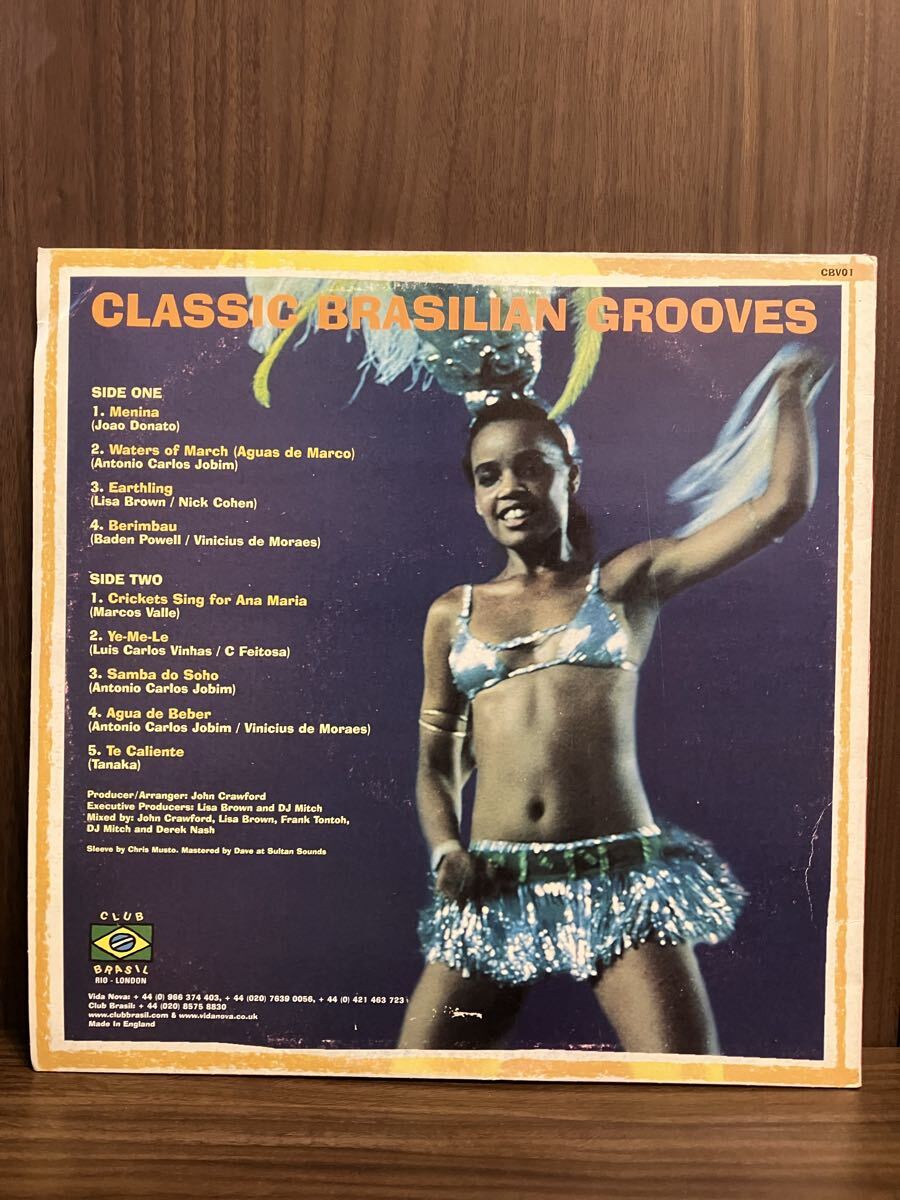 CBV01
CLASSIC BRASILIAN GROOVES
SIDE ONE
1. Menina
(Joao Donato)
2. Waters of March (Aguas de Marco)
(Antonio Carlos Jobim)
3. Earthling
(Lisa Brown / Nick Cohen)
4. Berimbau
(Baden Powell / Vinicius de Moraes)
SIDE TWO
1. Crickets Sing for Ana Maria
(Marcos Valle)
2. Ye-Me-Le
(Luis Carlos Vinhas / C Feitosa)
3. Samba do Soho
(Antonio Carlos Jobim)
4. Agua de Beber
(Antonio Carlos Jobim / Vinicius de Moraes)
5. Te Caliente
(Tanaka)
Producer/Arranger: John Crawford
Executive Producers: Lisa Brown and DJ Mitch
Mixed by: John Crawford, Lisa Brown, Frank Tontoh,
DJ Mitch and Derek Nash
Sleeve by Chris Musto. Mastered by Dave at Sultan Sounds
CLUB
BRASIL
RIO - LONDON
Vida Nova: + 44 (0) 966 374 403, + 44 (020) 7639 0056, + 44 (0) 421 463 723
Club Brasil: + 44 (020) 8575 8830
www.clubbrasil.com & www.vidanova.co.uk
Made in England